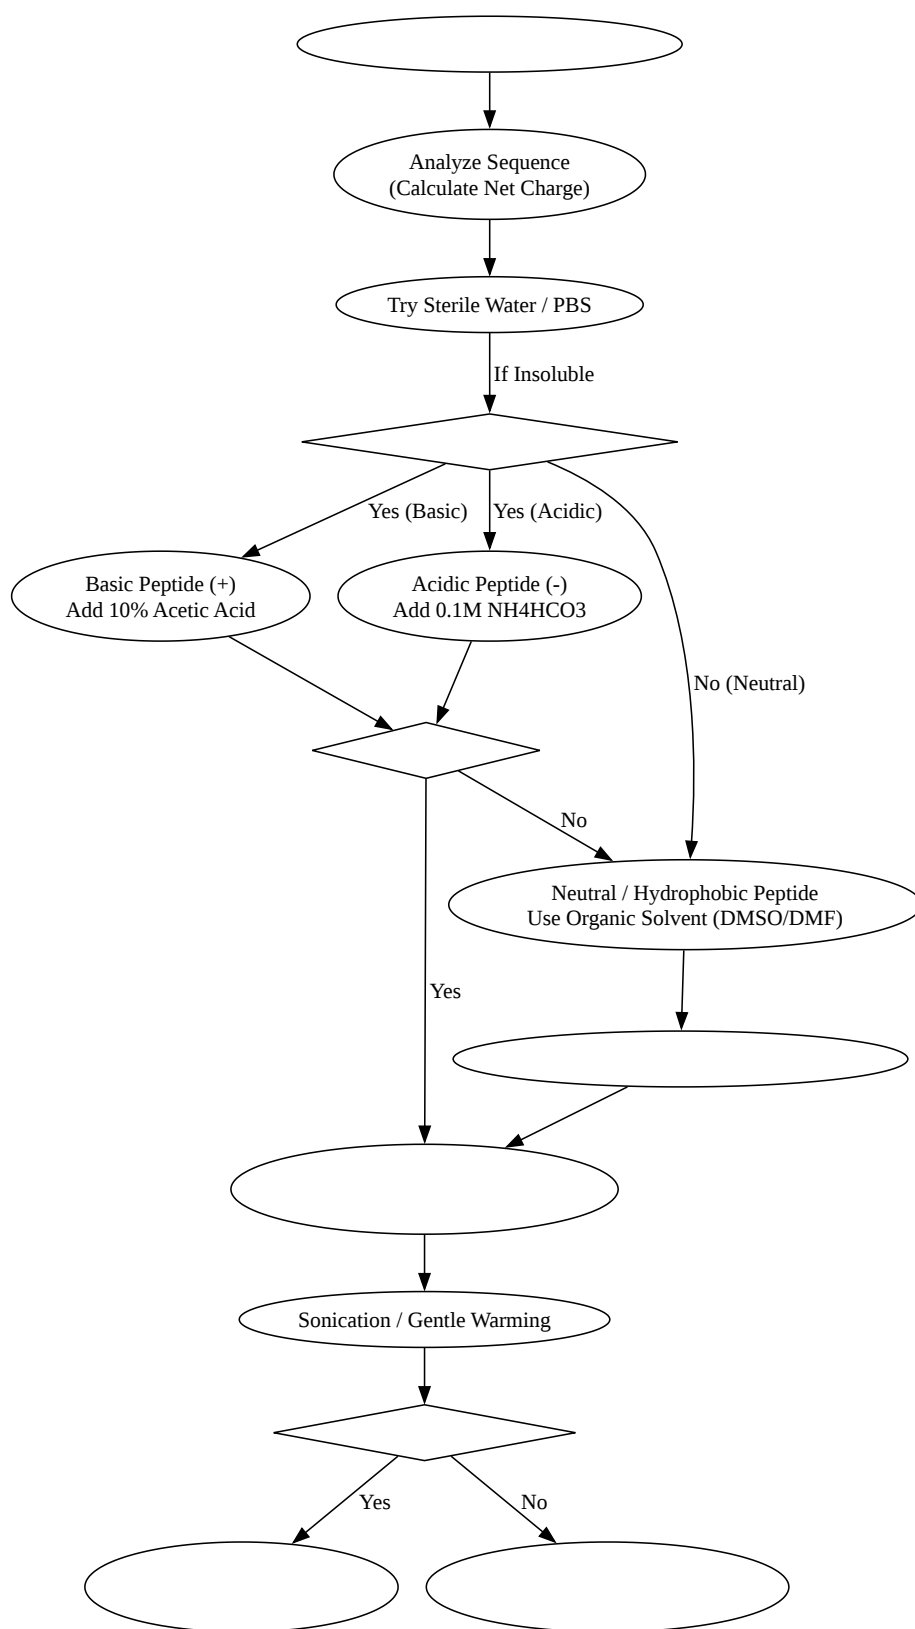 Analyze Sequence
(Calculate Net Charge)
Try Sterile Water / PBS
If Insoluble
Yes (Basic)
Yes (Acidic)
Basic Peptide (+)
Add 10% Acetic Acid
Acidic Peptide (-)
Add 0.1M NH4HCO3
No (Neutral)
No
Neutral / Hydrophobic Peptide
Use Organic Solvent (DMSO/DMF)
Yes
Sonication / Gentle Warming
Yes
No